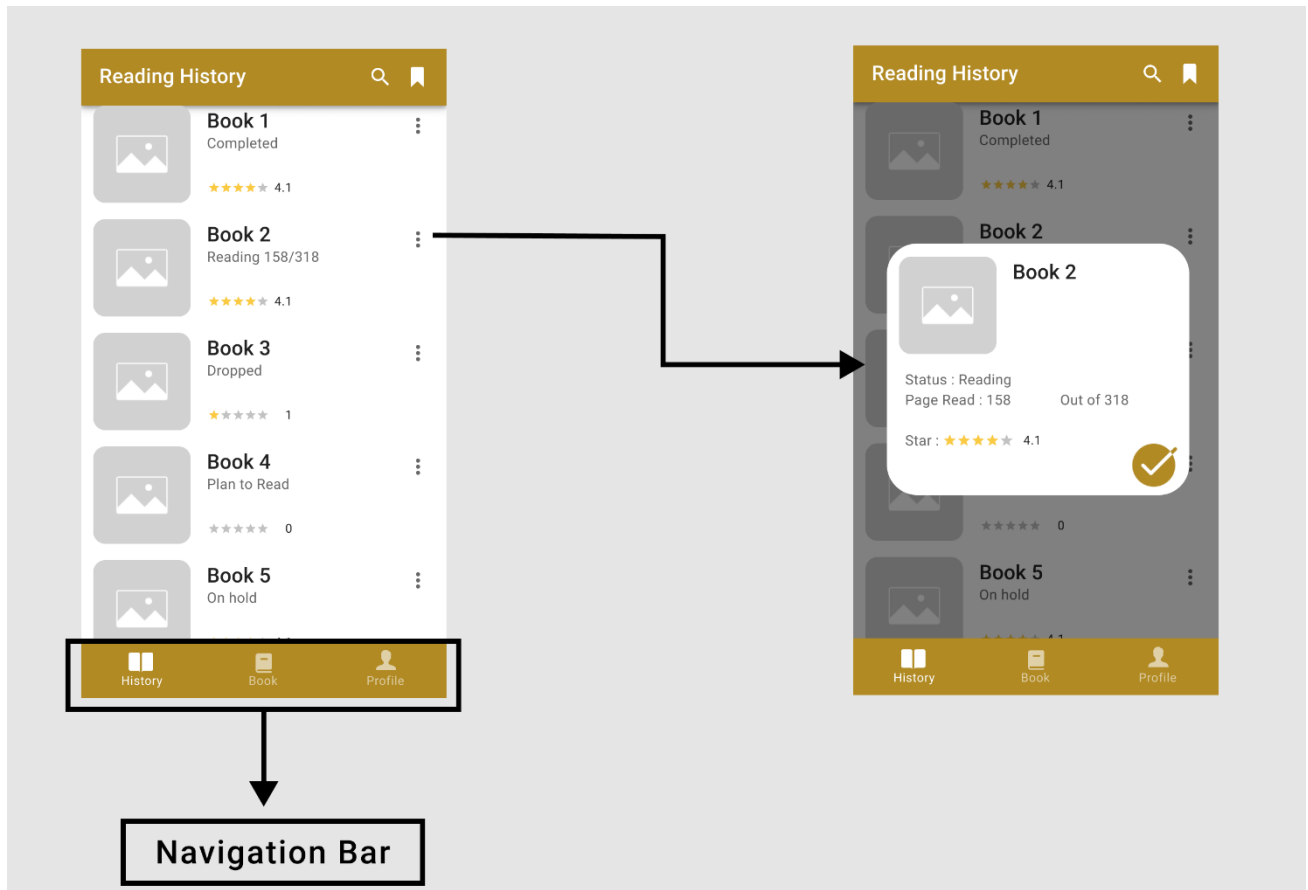 Reading History
Book 1
Completed
4.1
Book 2
Reading 158/318
4.1
Book 3
Dropped
1
Book 4
Plan to Read
0
Book 5
On hold
History
Book
Profile
Navigation Bar
Reading History
Book 1
Completed
4.1
Book 2
Book 2
Status : Reading
Page Read : 158 Out of 318
Star : 4.1
0
Book 5
On hold
4.1
History
Book
Profile